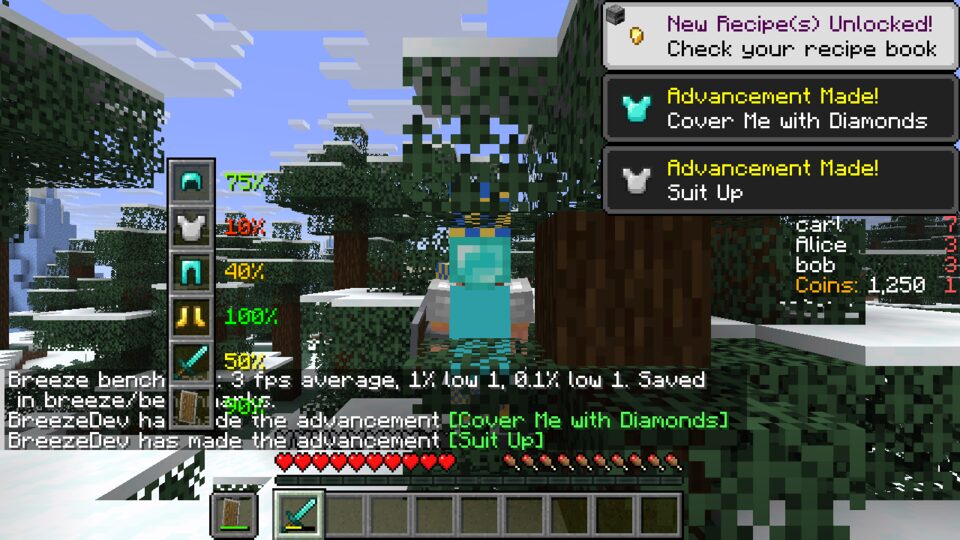 New Recipe(s) Unlocked!
Check your recipe book
Advancement Made!
Cover Me with Diamonds
Advancement Made!
Suit Up
75%
10%
40%
100%
50%
90%
carl 7
Alice 3
bob 3
Coins: 1,250 1
Breeze bench : 3 fps average, 1% low 1, 0.1% low 1. Saved
in breeze/be
BreezeDev ha de the advancement [Cover Me with Diamonds]
BreezeDev has made the advancement [Suit Up]